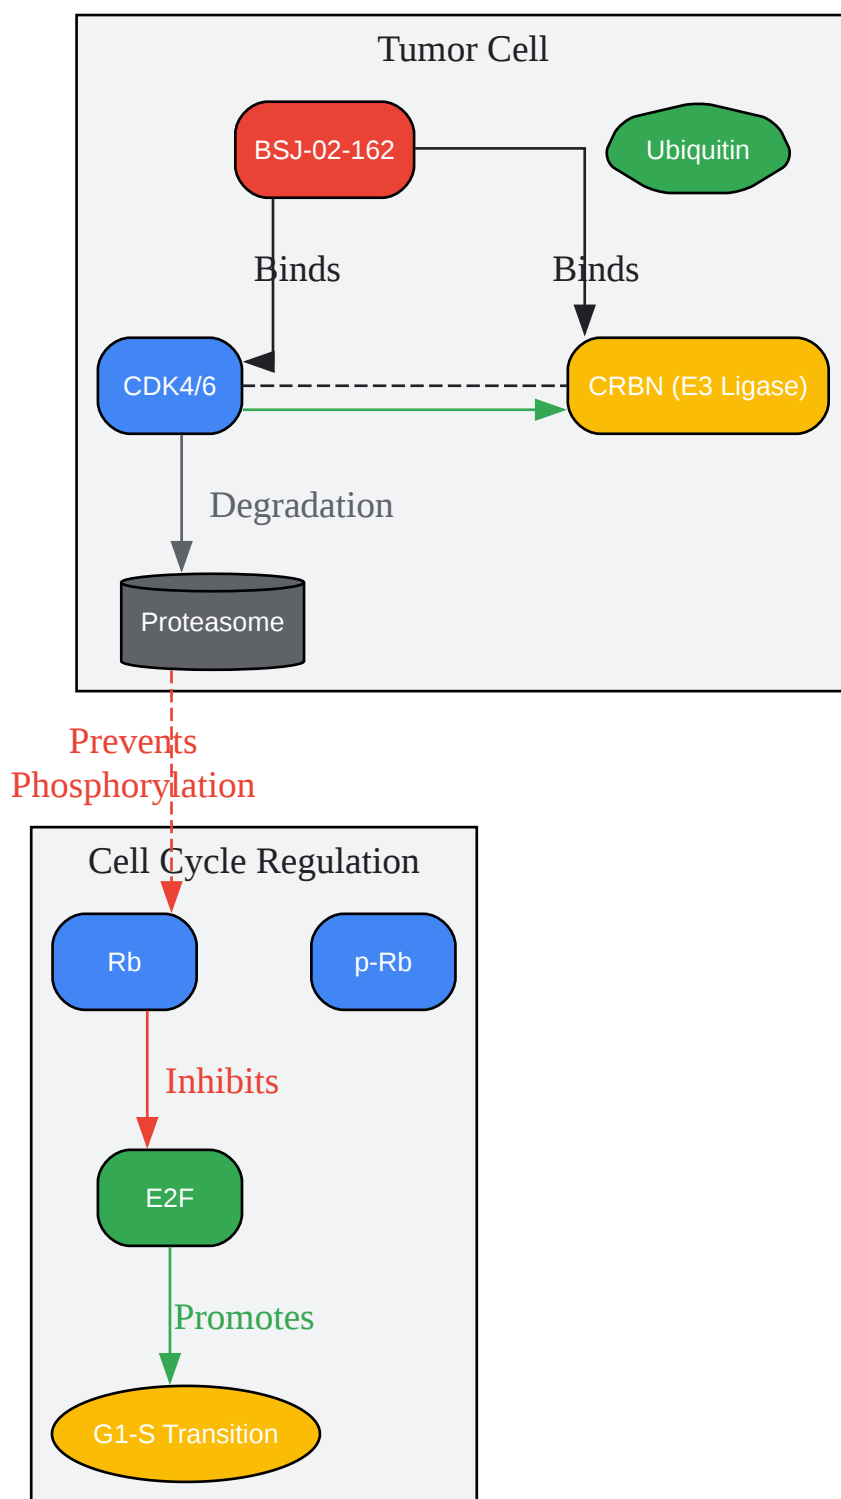 Tumor Cell
BSJ-02-162
Ubiquitin
Binds
Binds
CDK4/6
CRBN (E3 Ligase)
Degradation
Proteasome
Prevents
Phosphorylation
Cell Cycle Regulation
Rb
p-Rb
Inhibits
E2F
Promotes
G1-S Transition